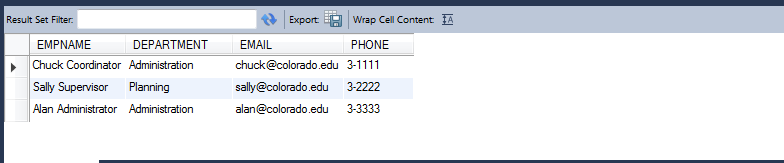 Result Set Filter: Export: Wrap Cell Content: IA
EMPNAME DEPARTMENT EMAIL PHONE
Chuck Coordinator Administration chuck@colorado.edu 3-1111
Sally Supervisor Planning sally@colorado.edu 3-2222
Alan Administrator Administration alan@colorado.edu 3-3333